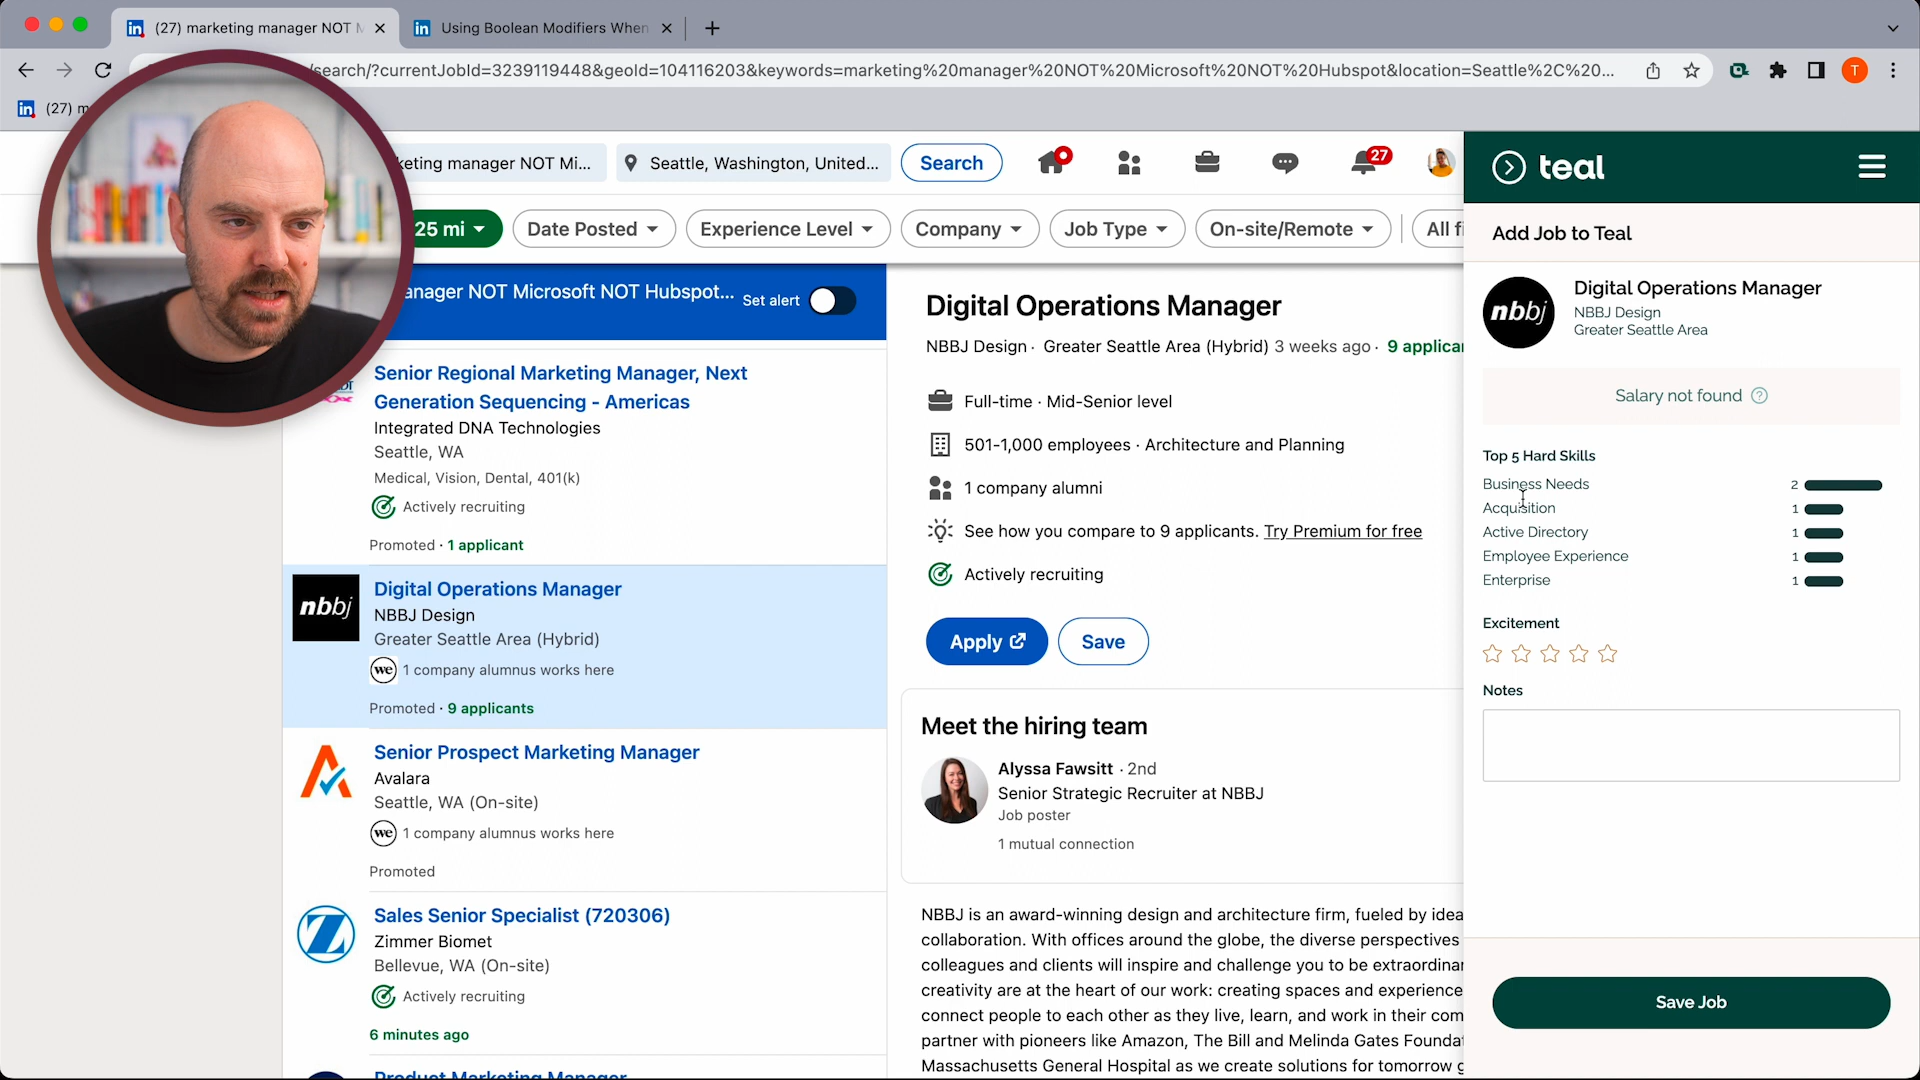 (27) marketing manager NOT M
Using Boolean Modifiers When
/search/?currentJobId=3239119448&geoId=104116203&keywords=marketing%20manager%20NOT%20Microsoft%20NOT%20Hubspot&location=Seattle%2C%20...
T
(27) m
keting manager NOT Mi...
Seattle, Washington, United...
Search
27
25 mi
Date Posted
Experience Level
Company
Job Type
On-site/Remote
All fi
anager NOT Microsoft NOT Hubspot...
Set alert
Senior Regional Marketing Manager, Next
Generation Sequencing - Americas
Integrated DNA Technologies
Seattle, WA
Medical, Vision, Dental, 401(k)
Actively recruiting
Promoted · 1 applicant
nbbj
Digital Operations Manager
NBBJ Design
Greater Seattle Area (Hybrid)
we
1 company alumnus works here
Promoted · 9 applicants
Senior Prospect Marketing Manager
Avalara
Seattle, WA (On-site)
we
1 company alumnus works here
Promoted
Sales Senior Specialist (720306)
Zimmer Biomet
Bellevue, WA (On-site)
Actively recruiting
6 minutes ago
Product Marketing Manager
Digital Operations Manager
NBBJ Design · Greater Seattle Area (Hybrid) 3 weeks ago · 9 applican
Full-time · Mid-Senior level
501-1,000 employees · Architecture and Planning
1 company alumni
See how you compare to 9 applicants. Try Premium for free
Actively recruiting
Apply
Save
Meet the hiring team
Alyssa Fawsitt · 2nd
Senior Strategic Recruiter at NBBJ
Job poster
1 mutual connection
NBBJ is an award-winning design and architecture firm, fueled by idea
collaboration. With offices around the globe, the diverse perspectives
colleagues and clients will inspire and challenge you to be extraordinar
creativity are at the heart of our work: creating spaces and experience
connect people to each other as they live, learn, and work in their com
partner with pioneers like Amazon, The Bill and Melinda Gates Foundat
Massachusetts General Hospital as we create solutions for tomorrow g
teal
Add Job to Teal
nbbj
Digital Operations Manager
NBBJ Design
Greater Seattle Area
Salary not found
Top 5 Hard Skills
Business Needs 2
Acquisition 1
Active Directory 1
Employee Experience 1
Enterprise 1
Excitement
Notes
Save Job